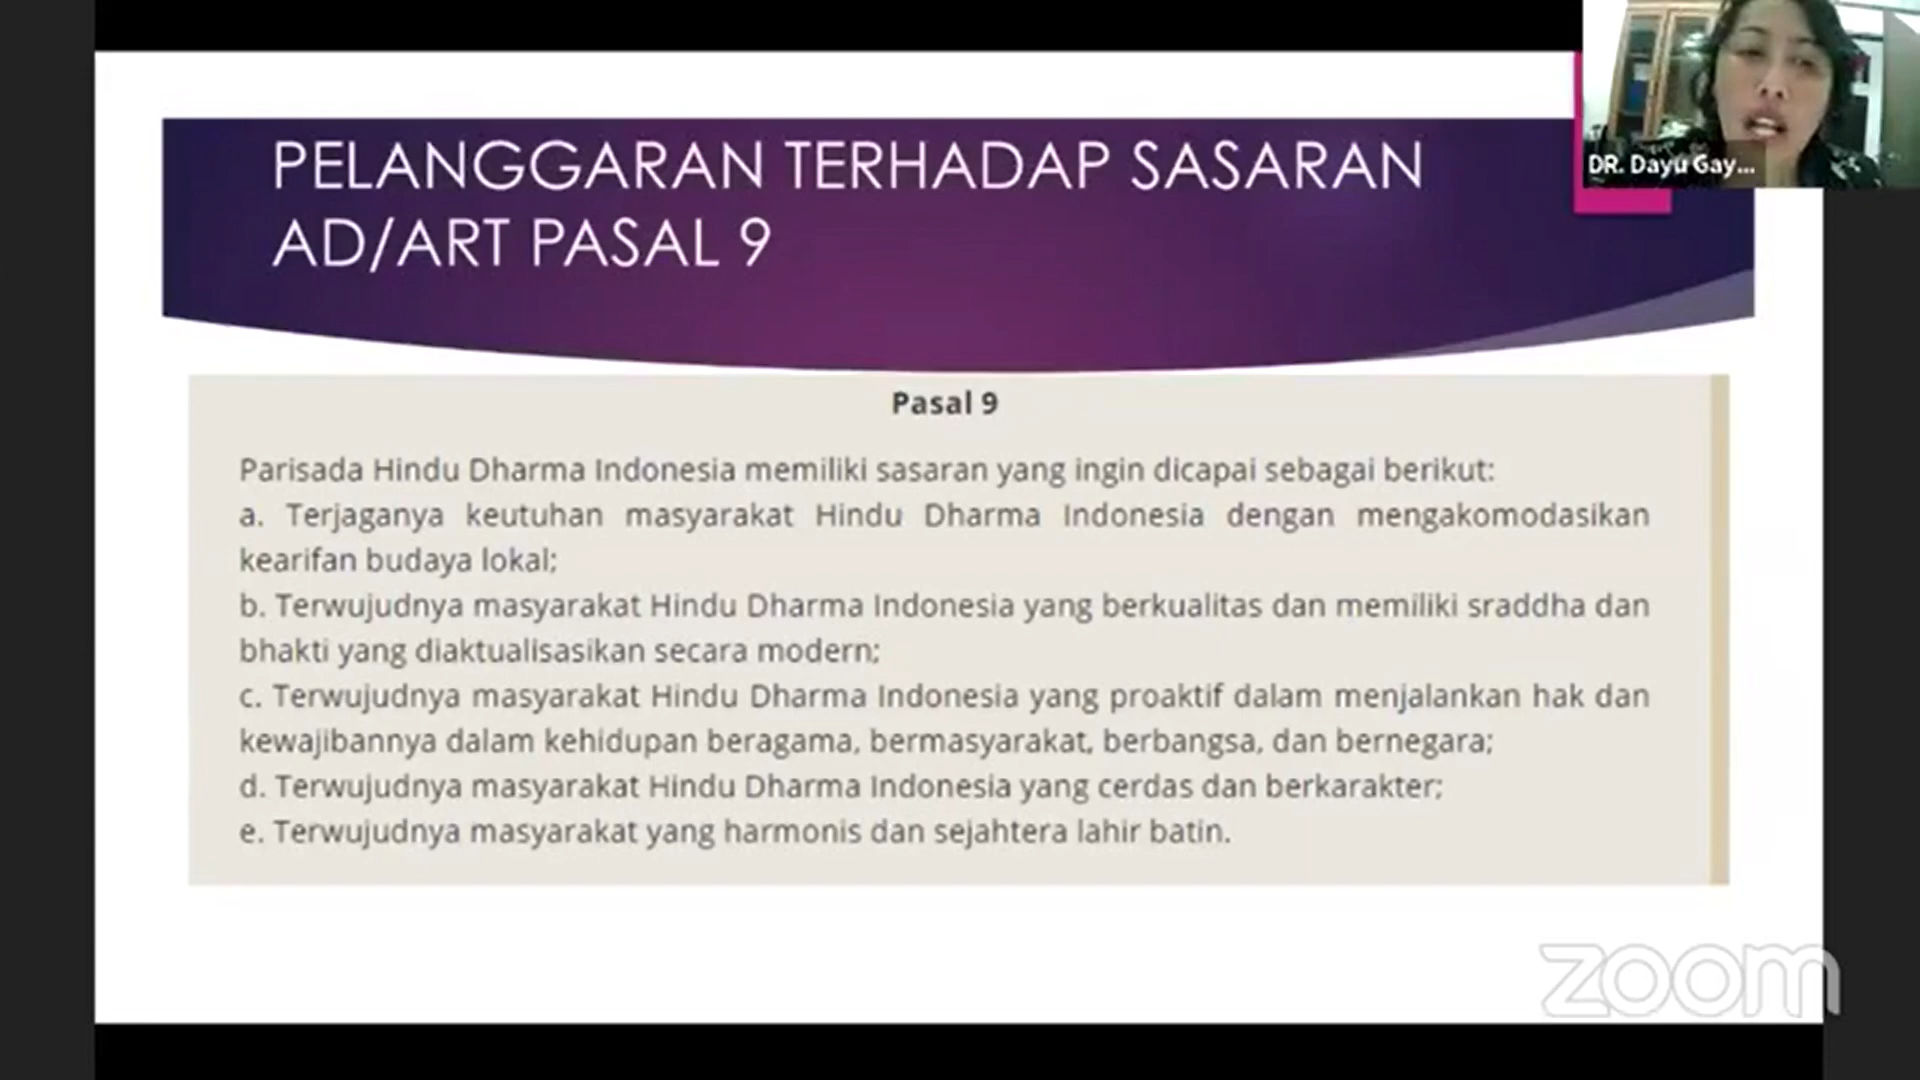 PELANGGARAN TERHADAP SASARAN
AD/ART PASAL 9
DR. Dayu Gay...
Pasal 9
Parisada Hindu Dharma Indonesia memiliki sasaran yang ingin dicapai sebagai berikut:
a. Terjaganya keutuhan masyarakat Hindu Dharma Indonesia dengan mengakomodasikan
kearifan budaya lokal;
b. Terwujudnya masyarakat Hindu Dharma Indonesia yang berkualitas dan memiliki sraddha dan
bhakti yang diaktualisasikan secara modern;
c. Terwujudnya masyarakat Hindu Dharma Indonesia yang proaktif dalam menjalankan hak dan
kewajibannya dalam kehidupan beragama, bermasyarakat, berbangsa, dan bernegara;
d. Terwujudnya masyarakat Hindu Dharma Indonesia yang cerdas dan berkarakter;
e. Terwujudnya masyarakat yang harmonis dan sejahtera lahir batin.
zoom